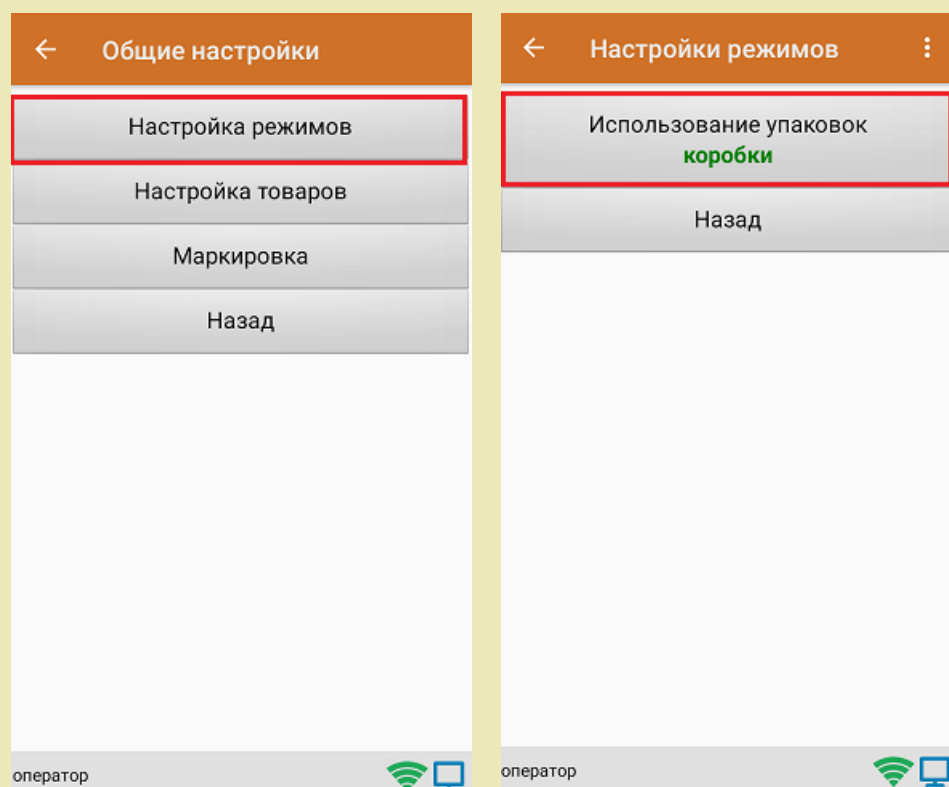 Общие настройки
Настройка режимов
Настройка товаров
Маркировка
Назад
оператор
Настройки режимов
Использование упаковок
коробки
Назад
оператор